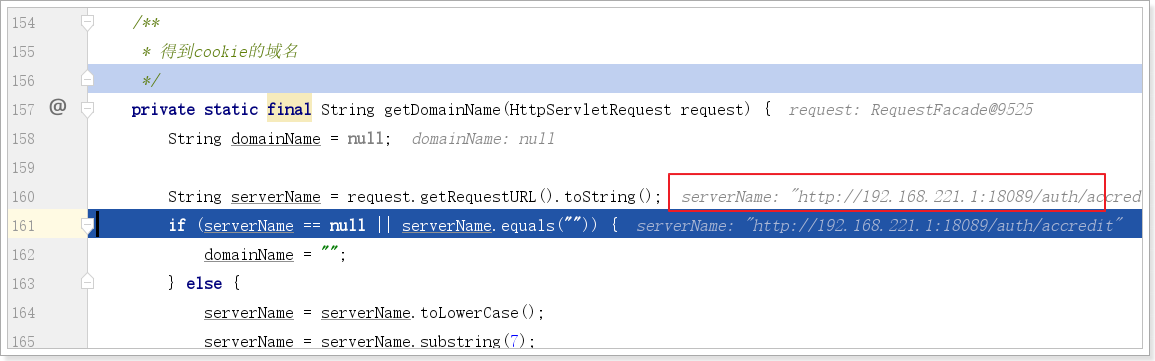 154 /**
155 * 得到cookie的域名
156 */
157 @ private static final String getDomainName(HttpServletRequest request) { request: RequestFacade@9525
158 String domainName = null; domainName: null
159
160 String serverName = request.getRequestURL().toString(); serverName: "http://192.168.221.1:18089/auth/accred
161 if (serverName == null || serverName.equals("")) { serverName: "http://192.168.221.1:18089/auth/accredit"
162 domainName = "";
163 } else {
164 serverName = serverName.toLowerCase();
165 serverName = serverName.substring(7);